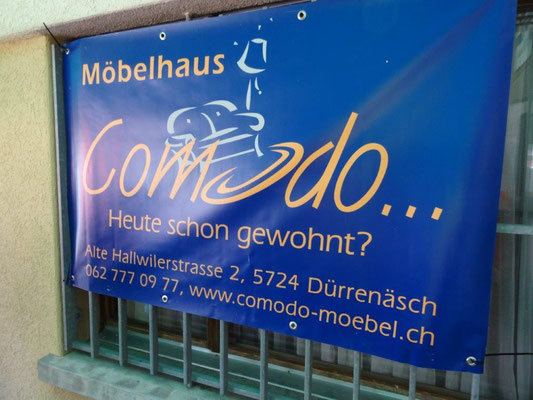 Möbelhaus
Comodo...
Heute schon gewohnt?
Alte Hallwilerstrasse 2, 5724 Dürrenäsch
062 777 09 77, www.comodo-moebel.ch